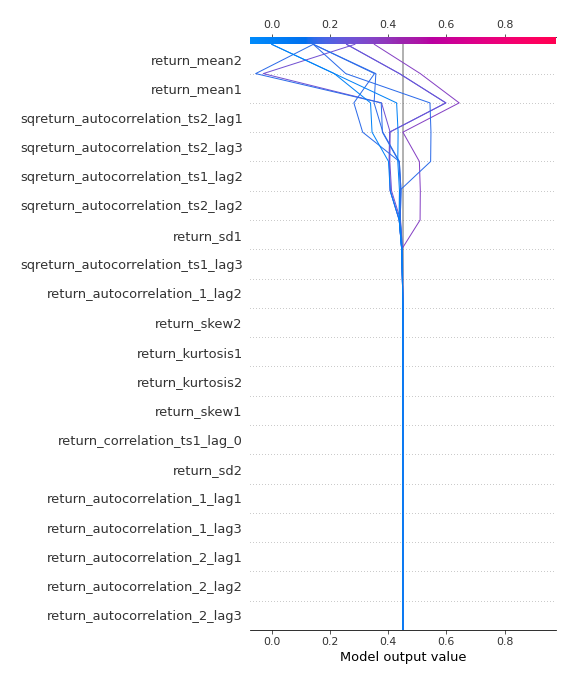 0.0 0.2 0.4 0.6 0.8
return_mean2
return_mean1
sqreturn_autocorrelation_ts2_lag1
sqreturn_autocorrelation_ts2_lag3
sqreturn_autocorrelation_ts1_lag2
sqreturn_autocorrelation_ts2_lag2
return_sd1
sqreturn_autocorrelation_ts1_lag3
return_autocorrelation_1_lag2
return_skew2
return_kurtosis1
return_kurtosis2
return_skew1
return_correlation_ts1_lag_0
return_sd2
return_autocorrelation_1_lag1
return_autocorrelation_1_lag3
return_autocorrelation_2_lag1
return_autocorrelation_2_lag2
return_autocorrelation_2_lag3
0.0 0.2 0.4 0.6 0.8
Model output value